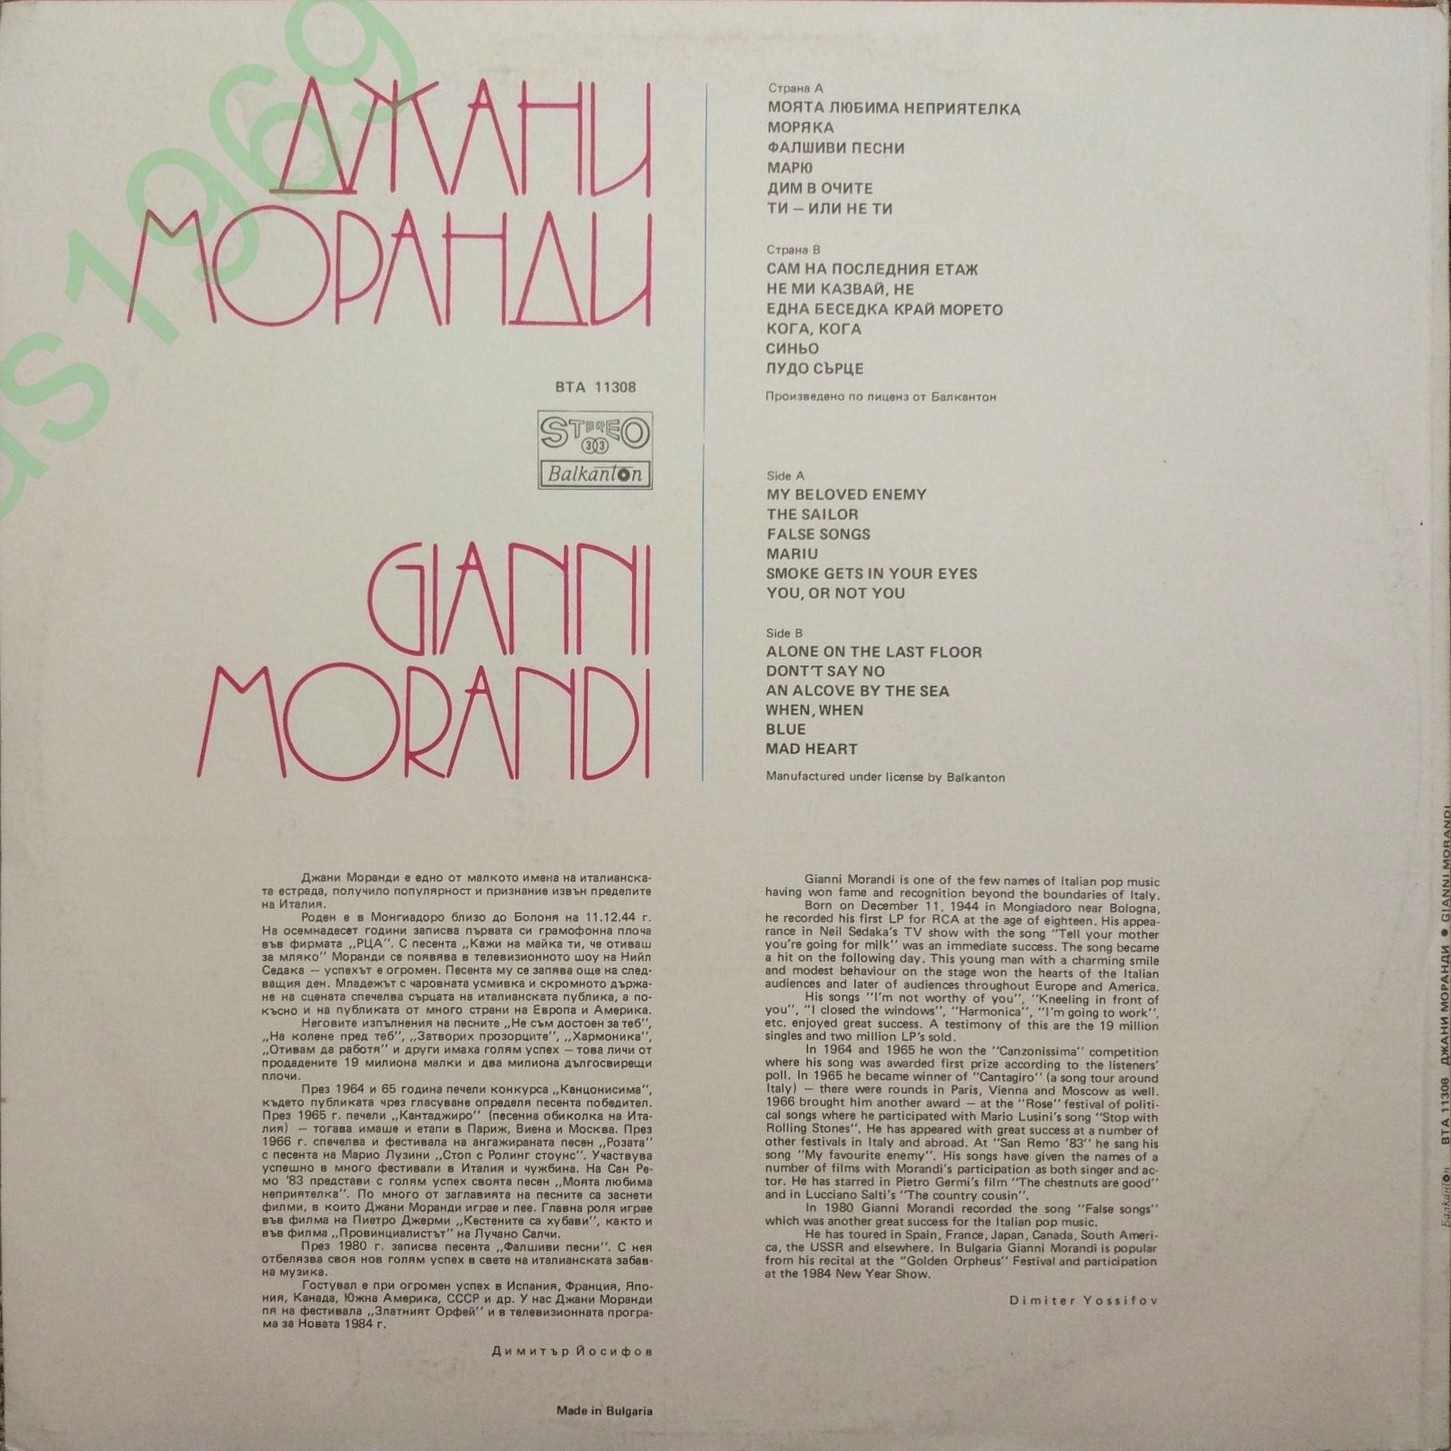 ДЖАНИ
МОРАНДИ
ВТА 11308
STEREO
33
Balkanton
GIANNI
MORANDI
Страна А
МОЯТА ЛЮБИМА НЕПРИЯТЕЛКА
МОРЯКА
ФАЛШИВИ ПЕСНИ
МАРЮ
ДИМ В ОЧИТЕ
ТИ – ИЛИ НЕ ТИ
Страна В
САМ НА ПОСЛЕДНИЯ ЕТАЖ
НЕ МИ КАЗВАЙ, НЕ
ЕДНА БЕСЕДКА КРАЙ МОРЕТО
КОГА, КОГА
СИНЬО
ЛУДО СЪРЦЕ
Произведено по лиценз от Балкантон
Side A
MY BELOVED ENEMY
THE SAILOR
FALSE SONGS
MARIU
SMOKE GETS IN YOUR EYES
YOU, OR NOT YOU
Side B
ALONE ON THE LAST FLOOR
DONT'T SAY NO
AN ALCOVE BY THE SEA
WHEN, WHEN
BLUE
MAD HEART
Manufactured under license by Balkanton
Джани Моранди е едно от малкото имена на италианска-
та естрада, получило популярност и признание извън пределите
на Италия.
Роден е в Монгиадоро близо до Болоня на 11.12.44 г.
На осемнадесет години записва първата си грамофонна плоча
във фирмата „РЦА". С песента „Кажи на майка ти, че отиваш
за мляко" Моранди се появява в телевизионното шоу на Нийл
Седака – успехът е огромен. Песента му се запява още на след-
ващия ден. Младежът с чаровната усмивка и скромното държа-
не на сцената спечелва сърцата на италианската публика, а по-
късно и на публиката от много страни на Европа и Америка.
Неговите изпълнения на песните „Не съм достоен за теб",
„На колене пред теб", „Затворих прозорците", „Хармоника",
„Отивам да работя" и други имаха голям успех – това личи от
продадените 19 милиона малки и два милиона дългосвирещи
плочи.
През 1964 и 65 година печели конкурса „Канцонисима",
където публиката чрез гласуване определя песента победител.
През 1965 г. печели „Кантаджиро" (песенна обиколка на Ита-
лия) – тогава имаше и етапи в Париж, Виена и Москва. През
1966 г. спечелва и фестивала на ангажираната песен „Розата"
с песента на Марио Лузини „Стоп с Ролинг стоунс". Участвува
успешно в много фестивали в Италия и чужбина. На Сан Ре-
мо '83 представи с голям успех своята песен „Моята любима
неприятелка". По много от заглавията на песните са заснети
филми, в които Джани Моранди играе и пее. Главна роля играе
във филма на Пиетро Джерми „Кестените са хубави", както и
във филма „Провинциалистът" на Лучано Салчи.
През 1980 г. записва песента „Фалшиви песни". С нея
отбелязва своя нов голям успех в света на италианската забав-
на музика.
Гостувал е при огромен успех в Испания, Франция, Япо-
ния, Канада, Южна Америка, СССР и др. У нас Джани Моранди
пя на фестивала „Златният Орфей" и в телевизионната програ-
ма за Новата 1984 г.
Димитър Йосифов
Made in Bulgaria
Gianni Morandi is one of the few names of Italian pop music
having won fame and recognition beyond the boundaries of Italy.
Born on December 11, 1944 in Mongiadoro near Bologna,
he recorded his first LP for RCA at the age of eighteen. His appea-
rance in Neil Sedaka's TV show with the song "Tell your mother
you're going for milk" was an immediate success. The song became
a hit on the following day. This young man with a charming smile
and modest behaviour on the stage won the hearts of the Italian
audiences and later of audiences throughout Europe and America.
His songs "I'm not worthy of you", "Kneeling in front of
you", "I closed the windows", "Harmonica", "I'm going to work",
etc. enjoyed great success. A testimony of this are the 19 million
singles and two million LP's sold.
In 1964 and 1965 he won the "Canzonissima" competition
where his song was awarded first prize according to the listeners'
poll. In 1965 he became winner of "Cantagiro" (a song tour around
Italy) – there were rounds in Paris, Vienna and Moscow as well.
1966 brought him another award – at the "Rose" festival of politi-
cal songs where he participated with Mario Lusini's song "Stop with
Rolling Stones". He has appeared with great success at a number of
other festivals in Italy and abroad. At "San Remo '83" he sang his
song "My favourite enemy". His songs have given the names of a
number of films with Morandi's participation as both singer and ac-
tor. He has starred in Pietro Germi's film "The chestnuts are good"
and in Lucciano Salti's "The country cousin".
In 1980 Gianni Morandi recorded the song "False songs"
which was another great success for the Italian pop music.
He has toured in Spain, France, Japan, Canada, South Ameri-
ca, the USSR and elsewhere. In Bulgaria Gianni Morandi is popular
from his recital at the "Golden Orpheus" Festival and participation
at the 1984 New Year Show.
Dimiter Yossifov
Balkanton ВТА 11308 ДЖАНИ МОРАНДИ ● GIANNI MORANDI
us 1969